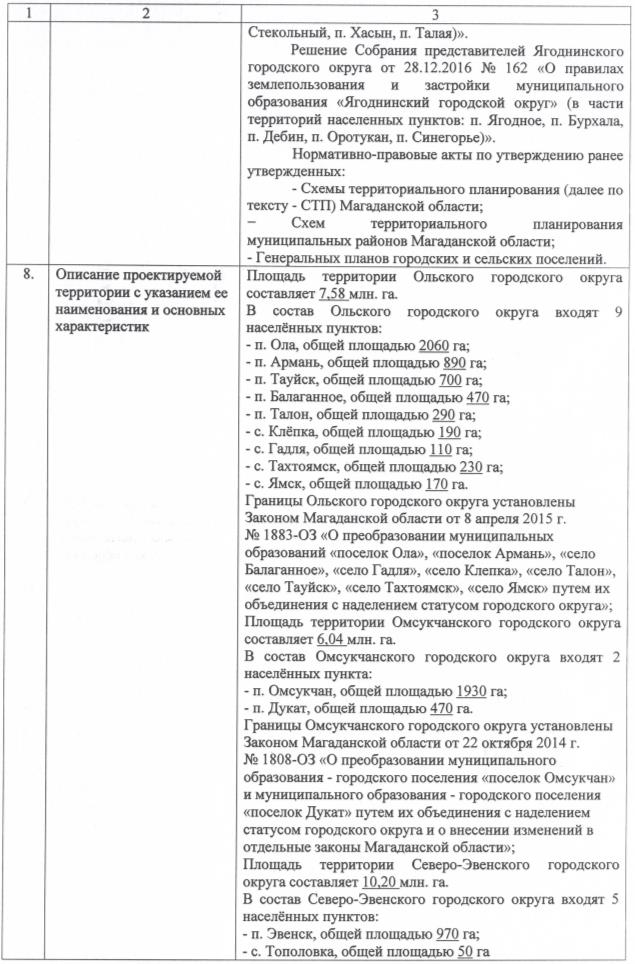 1 2 3
Стекольный, п. Хасын, п. Талая)».
Решение Собрания представителей Ягоднинского
городского округа от 28.12.2016 № 162 «О правилах
землепользования и застройки муниципального
образования «Ягоднинский городской округ» (в части
территорий населенных пунктов: п. Ягодное, п. Бурхала,
п. Дебин, п. Оротукан, п. Синегорье)».
Нормативно-правовые акты по утверждению ранее
утвержденных:
- Схемы территориального планирования (далее по
тексту - СТП) Магаданской области;
– Схем территориального планирования
муниципальных районов Магаданской области;
- Генеральных планов городских и сельских поселений.
8. Описание проектируемой
территории с указанием ее
наименования и основных
характеристик
Площадь территории Ольского городского округа
составляет 7,58 млн. га.
В состав Ольского городского округа входят 9
населённых пунктов:
- п. Ола, общей площадью 2060 га;
- п. Армань, общей площадью 890 га;
- п. Тауйск, общей площадью 700 га;
- п. Балаганное, общей площадью 470 га;
- п. Талон, общей площадью 290 га;
- с. Клёпка, общей площадью 190 га;
- с. Гадля, общей площадью 110 га;
- с. Тахтоямск, общей площадью 230 га;
- с. Ямск, общей площадью 170 га.
Границы Ольского городского округа установлены
Законом Магаданской области от 8 апреля 2015 г.
№ 1883-ОЗ «О преобразовании муниципальных
образований «поселок Ола», «поселок Армань», «село
Балаганное», «село Гадля», «село Клепка», «село Талон»,
«село Тауйск», «село Тахтоямск», «село Ямск» путем их
объединения с наделением статусом городского округа»;
Площадь территории Омсукчанского городского округа
составляет 6,04 млн. га.
В состав Омсукчанского городского округа входят 2
населённых пункта:
- п. Омсукчан, общей площадью 1930 га;
- п. Дукат, общей площадью 470 га.
Границы Омсукчанского городского округа установлены
Законом Магаданской области от 22 октября 2014 г.
№ 1808-ОЗ «О преобразовании муниципального
образования - городского поселения «поселок Омсукчан»
и муниципального образования - городского поселения
«поселок Дукат» путем их объединения с наделением
статусом городского округа и о внесении изменений в
отдельные законы Магаданской области»;
Площадь территории Северо-Эвенского городского
округа составляет 10,20 млн. га.
В состав Северо-Эвенского городского округа входят 5
населённых пунктов:
- п. Эвенск, общей площадью 970 га;
- с. Тополовка, общей площадью 50 га